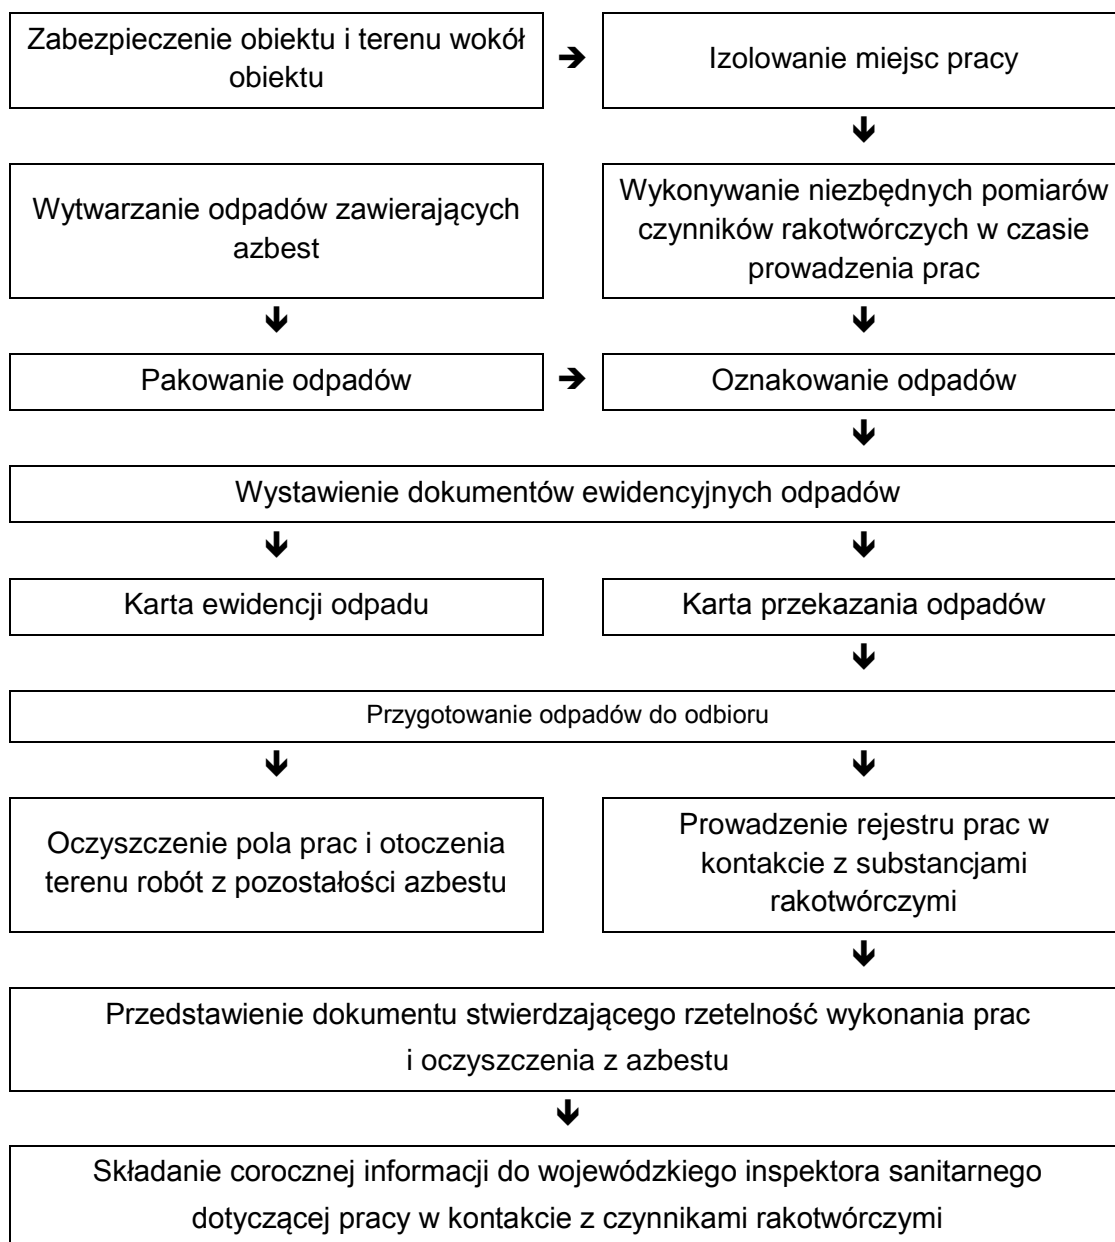 Zabezpieczenie obiektu i terenu wokół
obiektu
➔
Izolowanie miejsc pracy
Wytwarzanie odpadów zawierających
azbest
Wykonywanie niezbędnych pomiarów
czynników rakotwórczych w czasie
prowadzenia prac
Pakowanie odpadów
➔
Oznakowanie odpadów
Wystawienie dokumentów ewidencyjnych odpadów
Karta ewidencji odpadu
Karta przekazania odpadów
Przygotowanie odpadów do odbioru
Oczyszczenie pola prac i otoczenia
terenu robót z pozostałości azbestu
Prowadzenie rejestru prac w
kontakcie z substancjami
rakotwórczymi
Przedstawienie dokumentu stwierdzającego rzetelność wykonania prac
i oczyszczenia z azbestu
Składanie corocznej informacji do wojewódzkiego inspektora sanitarnego
dotyczącej pracy w kontakcie z czynnikami rakotwórczymi